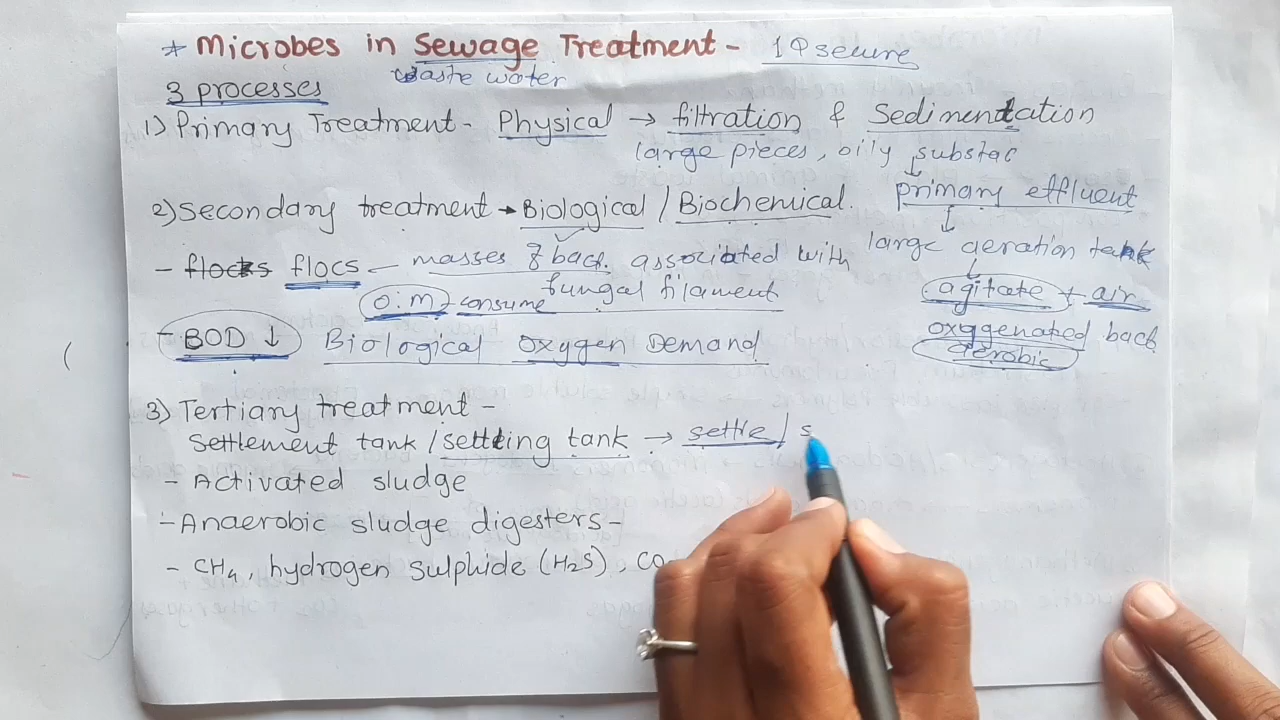 * Microbes in Sewage Treatment - 1 Q secure
waste water
3 processes
1) Primary Treatment - Physical → filtration & Sedimentation
large pieces, oily substac
↓
primary effluent
↓
2) Secondary treatment → Biological / Biochemical.
large aeration tank
↓
- flocs flocs - masses of bact. associated with
fungal filament
agitate + air
O.M - consume
oxygenated bact
aerobic
- BOD ↓ Biological Oxygen Demand
3) Tertiary treatment -
Settlement tank / settling tank → settle / s
- Activated sludge
- Anaerobic sludge digesters -
- CH4, hydrogen sulphide (H2S), CO